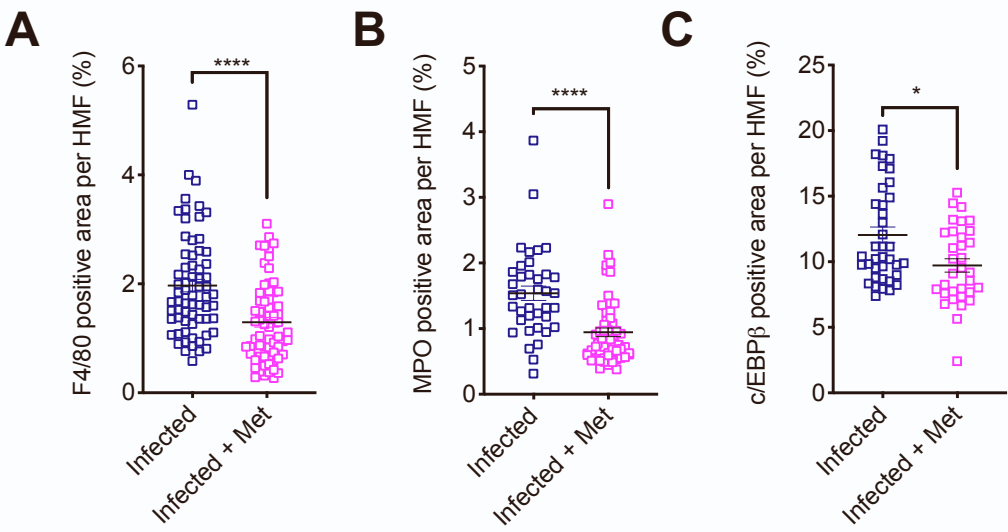 A
F4/80 positive area per HMF (%)
6
4
2
0
****
Infected
Infected + Met
B
MPO positive area per HMF (%)
5
4
3
2
1
0
****
Infected
Infected + Met
C
c/EBPβ positive area per HMF (%)
25
20
15
10
5
0
*
Infected
Infected + Met